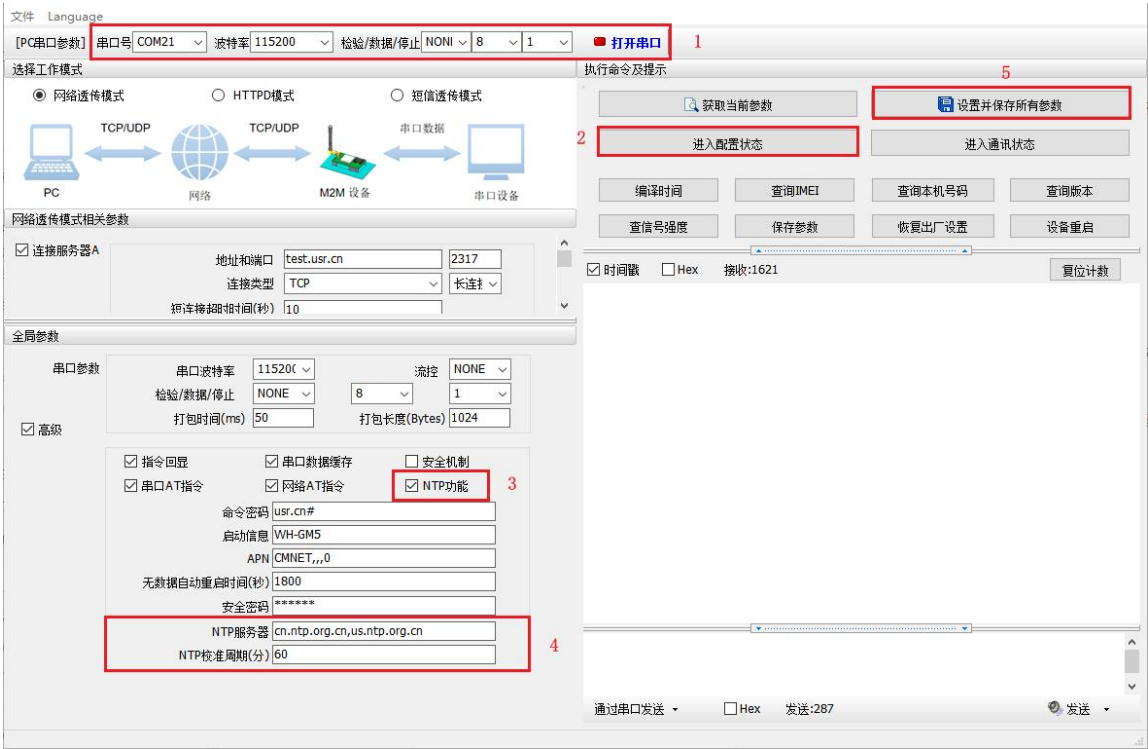 文件 Language
[PC串口参数] 串口号 COM21 波特率 115200 检验/数据/停止 NONI 8 1 打开串口 1
选择工作模式
网络透传模式 HTTPD模式 短信透传模式
TCP/UDP TCP/UDP 串口数据
PC 网络 M2M 设备 串口设备
网络透传模式相关参数
连接服务器A
地址和端口 test.usr.cn 2317
连接类型 TCP 长连接
短连接超时时间(秒) 10
全局参数
串口参数
串口波特率 11520( 流控 NONE
检验/数据/停止 NONE 8 1
打包时间(ms) 50 打包长度(Bytes) 1024
高级
指令回显 串口数据缓存 安全机制
串口AT指令 网络AT指令 NTP功能 3
命令密码 usr.cn#
启动信息 WH-GM5
APN CMNET,,,0
无数据自动重启时间(秒) 1800
安全密码 ******
NTP服务器 cn.ntp.org.cn,us.ntp.org.cn
NTP校准周期(分) 60
4
执行命令及提示
5
获取当前参数 设置并保存所有参数
2 进入配置状态 进入通讯状态
编译时间 查询IMEI 查询本机号码 查询版本
查信号强度 保存参数 恢复出厂设置 设备重启
时间戳 Hex 接收:1621 复位计数
通过串口发送 Hex 发送:287 发送